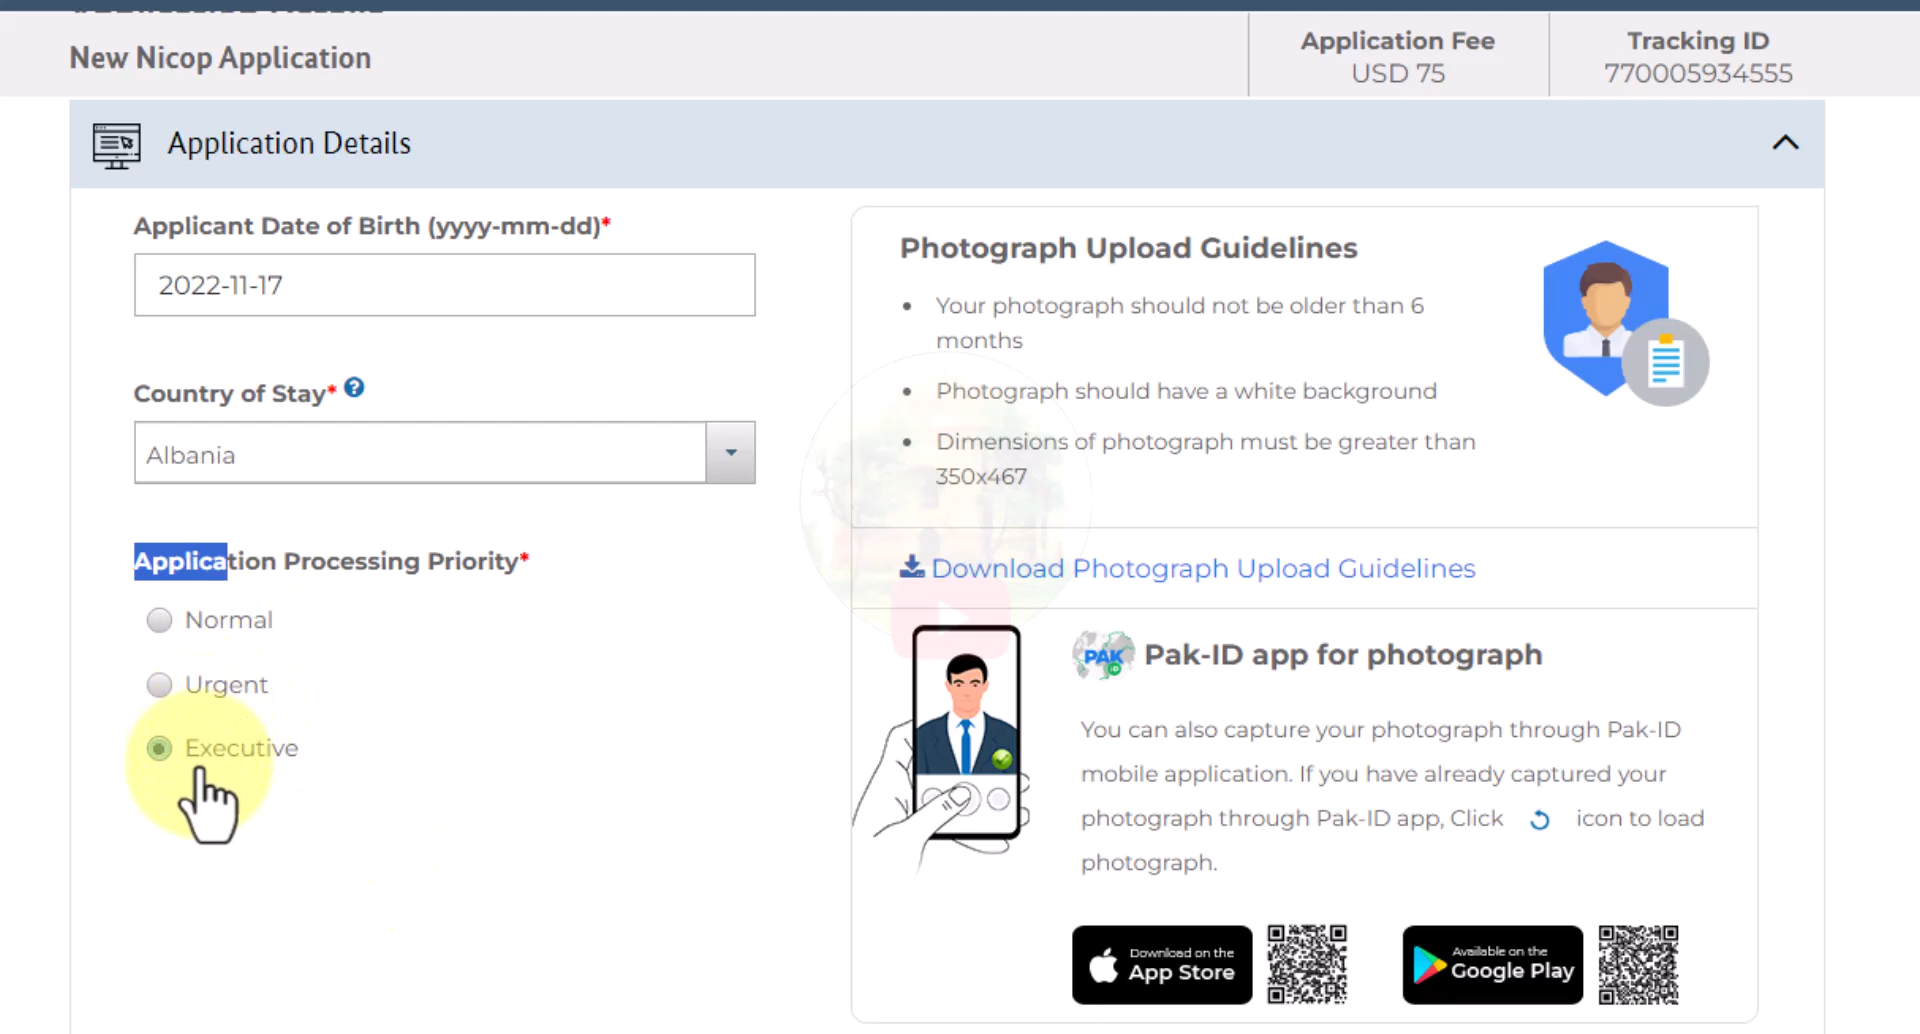 New Nicop Application
Application Fee
USD 75
Tracking ID
770005934555
Application Details
Applicant Date of Birth (yyyy-mm-dd)*
2022-11-17
Country of Stay*
Albania
Application Processing Priority*
Normal
Urgent
Executive
Photograph Upload Guidelines
Your photograph should not be older than 6
months
Photograph should have a white background
Dimensions of photograph must be greater than
350x467
Download Photograph Upload Guidelines
PAK
iD
Pak-ID app for photograph
You can also capture your photograph through Pak-ID
mobile application. If you have already captured your
photograph through Pak-ID app, Click icon to load
photograph.
Download on the
App Store
Available on the
Google Play